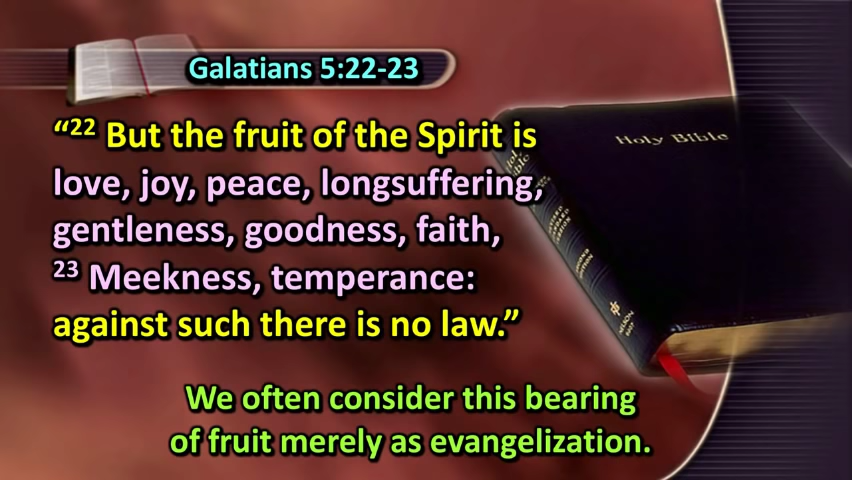 Galatians 5:22-23
“22 But the fruit of the Spirit is
love, joy, peace, longsuffering,
gentleness, goodness, faith,
23 Meekness, temperance:
against such there is no law.”
Holy Bible
We often consider this bearing
of fruit merely as evangelization.